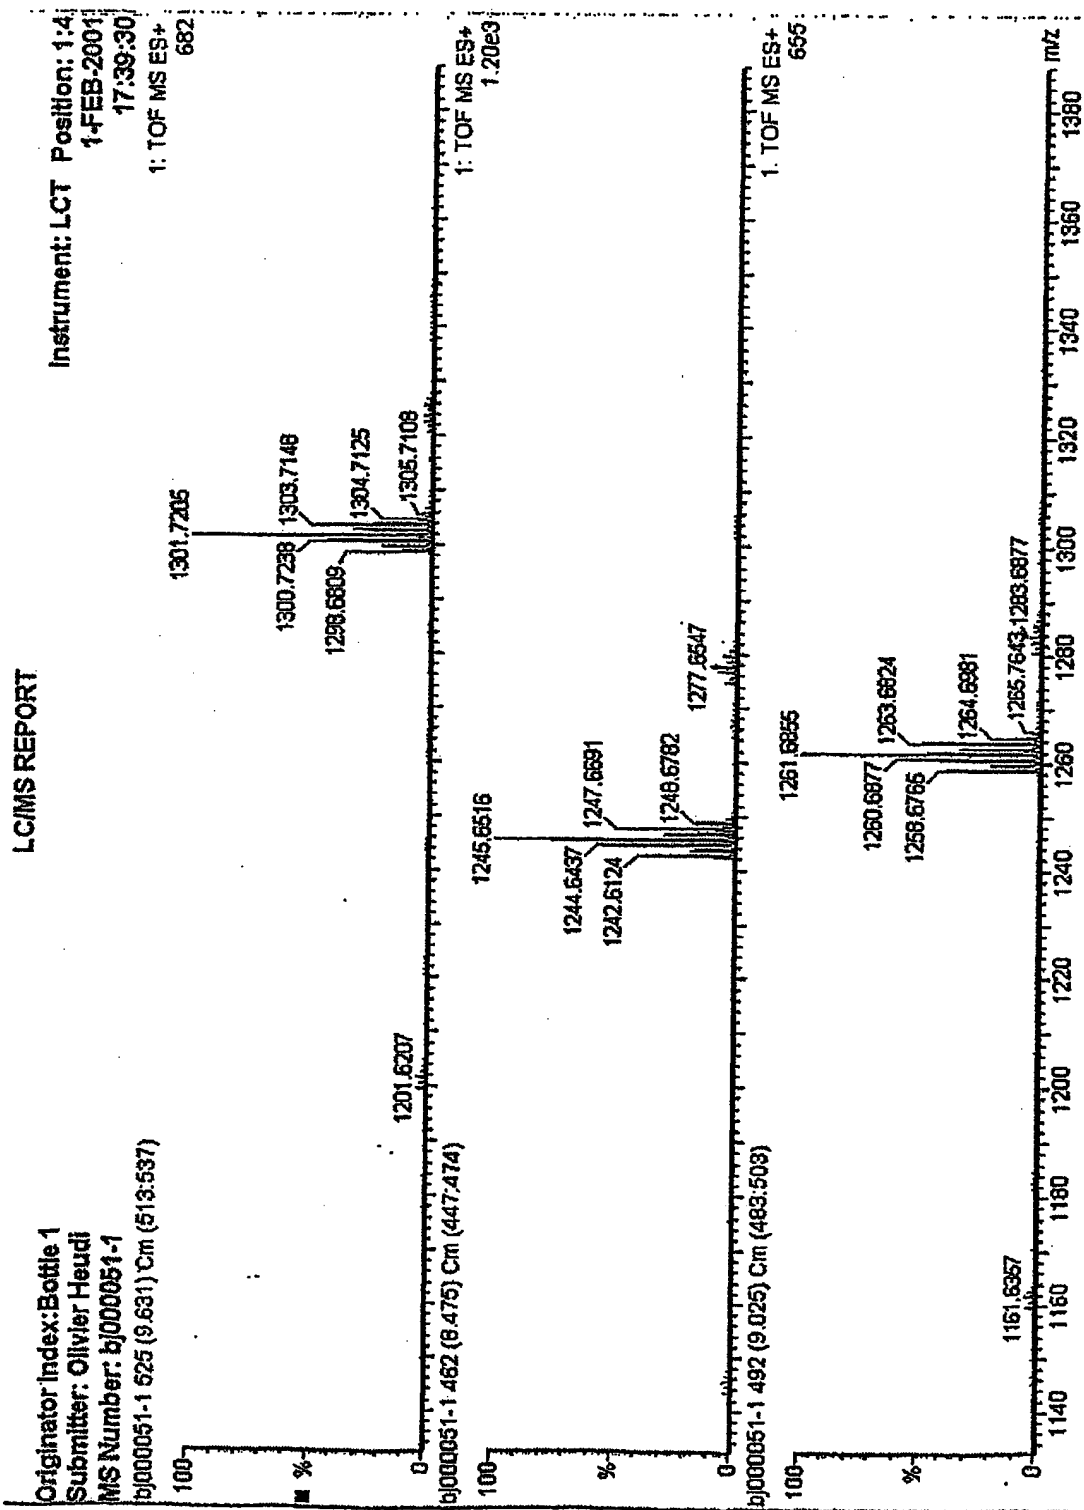 LC/MS REPORT
Originator Index:Bottle 1
Submitter: Olivier Heudi
MS Number: bj000051-1
Instrument: LCT Position: 1:4
1-FEB-2001
17:39:30
bj000051-1 525 (9.631) Cm (513:537)
1: TOF MS ES+
682
100
%
0
1201.6207
1298.6809
1300.7238
1301.7205
1303.7148
1304.7125
1305.7108
bj000051-1 462 (8.475) Cm (447:474)
1: TOF MS ES+
1.20e3
100
%
0
1242.6124
1244.6437
1245.6516
1247.6691
1248.6782
1277.6547
bj000051-1 492 (9.025) Cm (483:503)
1. TOF MS ES+
655
100
%
0
1161.6357
1258.6765
1260.6877
1261.6855
1263.6824
1264.6981
1265.7643
1283.6877
1140 1160 1180 1200 1220 1240 1260 1280 1300 1320 1340 1360 1380 m/z